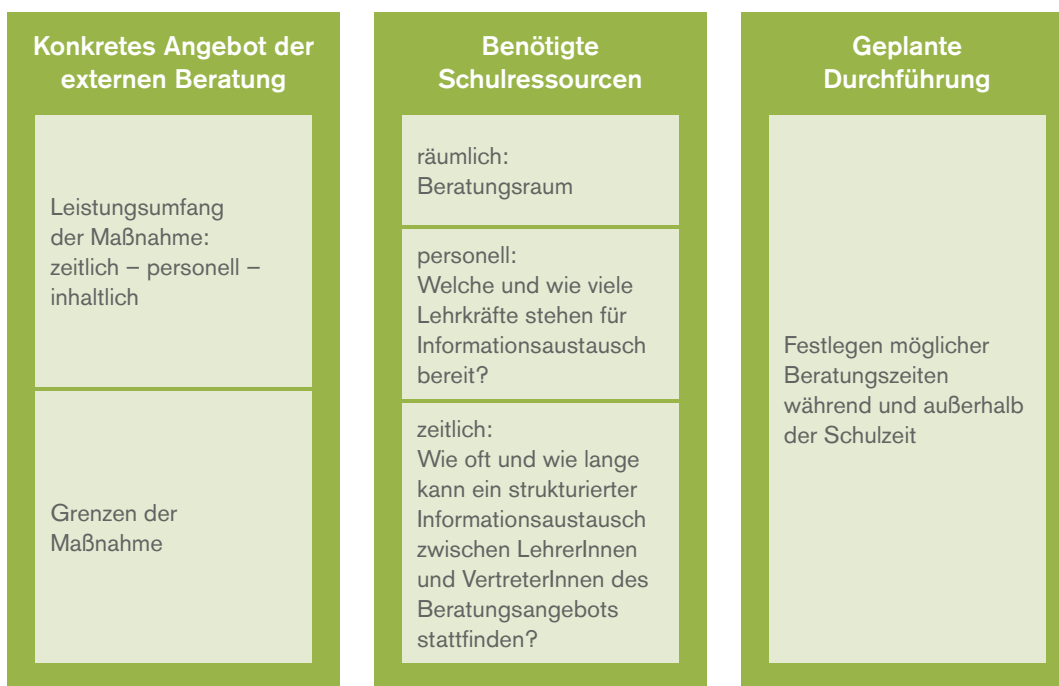 Konkretes Angebot der
externen Beratung
Leistungsumfang
der Maßnahme:
zeitlich – personell –
inhaltlich
Grenzen der
Maßnahme
Benötigte
Schulressourcen
räumlich:
Beratungsraum
personell:
Welche und wie viele
Lehrkräfte stehen für
Informationsaustausch
bereit?
zeitlich:
Wie oft und wie lange
kann ein strukturierter
Informationsaustausch
zwischen LehrerInnen
und VertreterInnen des
Beratungsangebots
stattfinden?
Geplante
Durchführung
Festlegen möglicher
Beratungszeiten
während und außerhalb
der Schulzeit